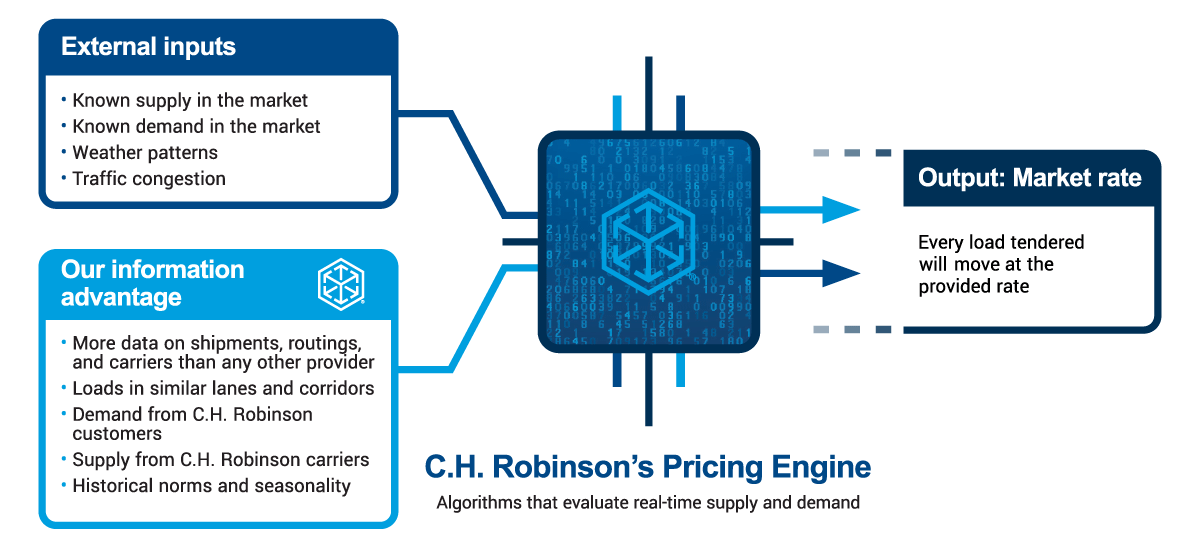 External inputs
• Known supply in the market
• Known demand in the market
• Weather patterns
• Traffic congestion
Our information
advantage
• More data on shipments, routings,
and carriers than any other provider
• Loads in similar lanes and corridors
• Demand from C.H. Robinson
customers
• Supply from C.H. Robinson carriers
• Historical norms and seasonality
C.H. Robinson’s Pricing Engine
Algorithms that evaluate real-time supply and demand
Output: Market rate
Every load tendered
will move at the
provided rate